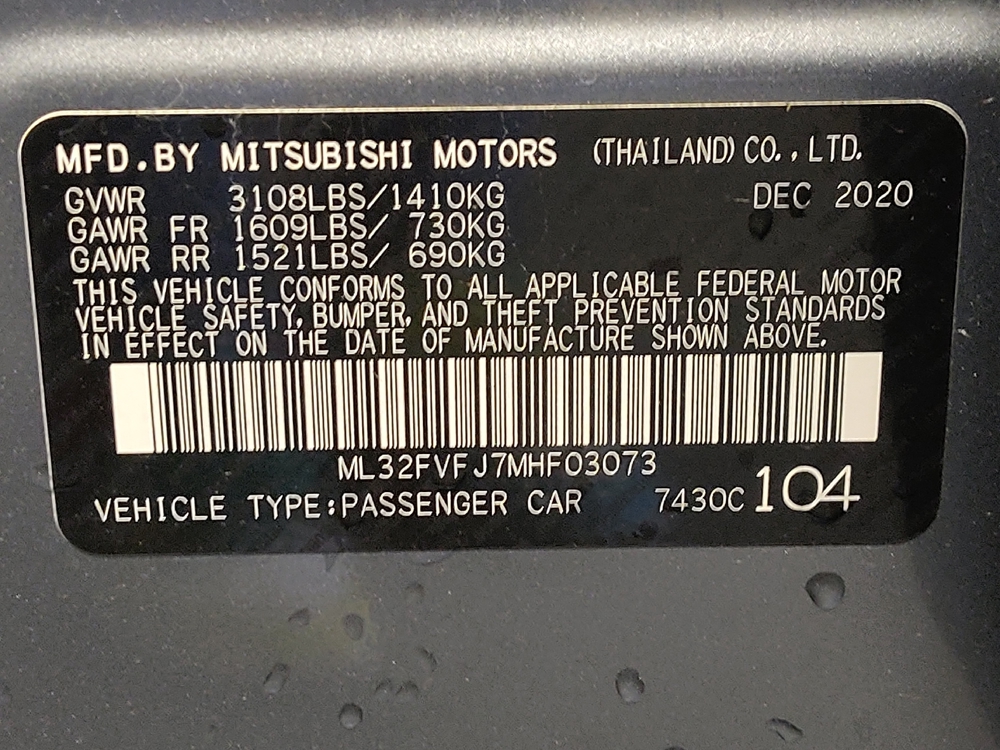 MFD.BY MITSUBISHI MOTORS (THAILAND) CO.,LTD.
GVWR 3108LBS/1410KG DEC 2020
GAWR FR 1609LBS/ 730KG
GAWR RR 1521LBS/ 690KG
THIS VEHICLE CONFORMS TO ALL APPLICABLE FEDERAL MOTOR
VEHICLE SAFETY, BUMPER, AND THEFT PREVENTION STANDARDS
IN EFFECT ON THE DATE OF MANUFACTURE SHOWN ABOVE.
ML32FVFJ7MHF03073
VEHICLE TYPE:PASSENGER CAR 7430C 104